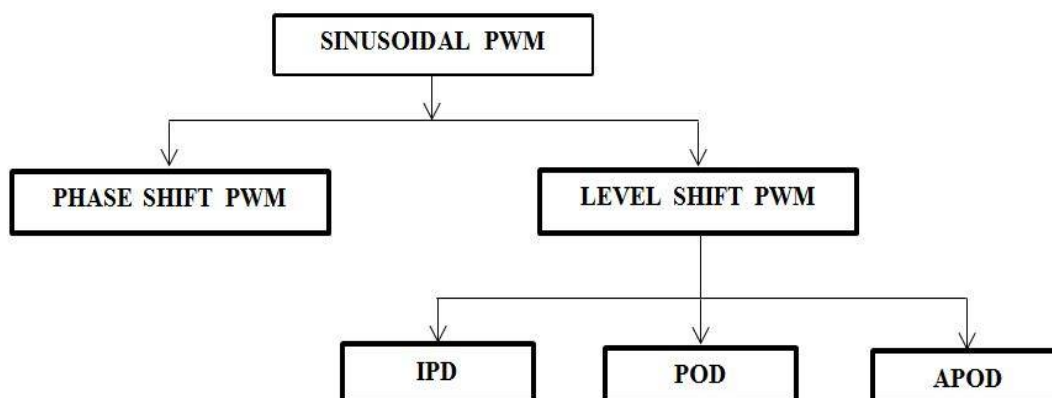 SINUSOIDAL PWM
PHASE SHIFT PWM
LEVEL SHIFT PWM
IPD
POD
APOD